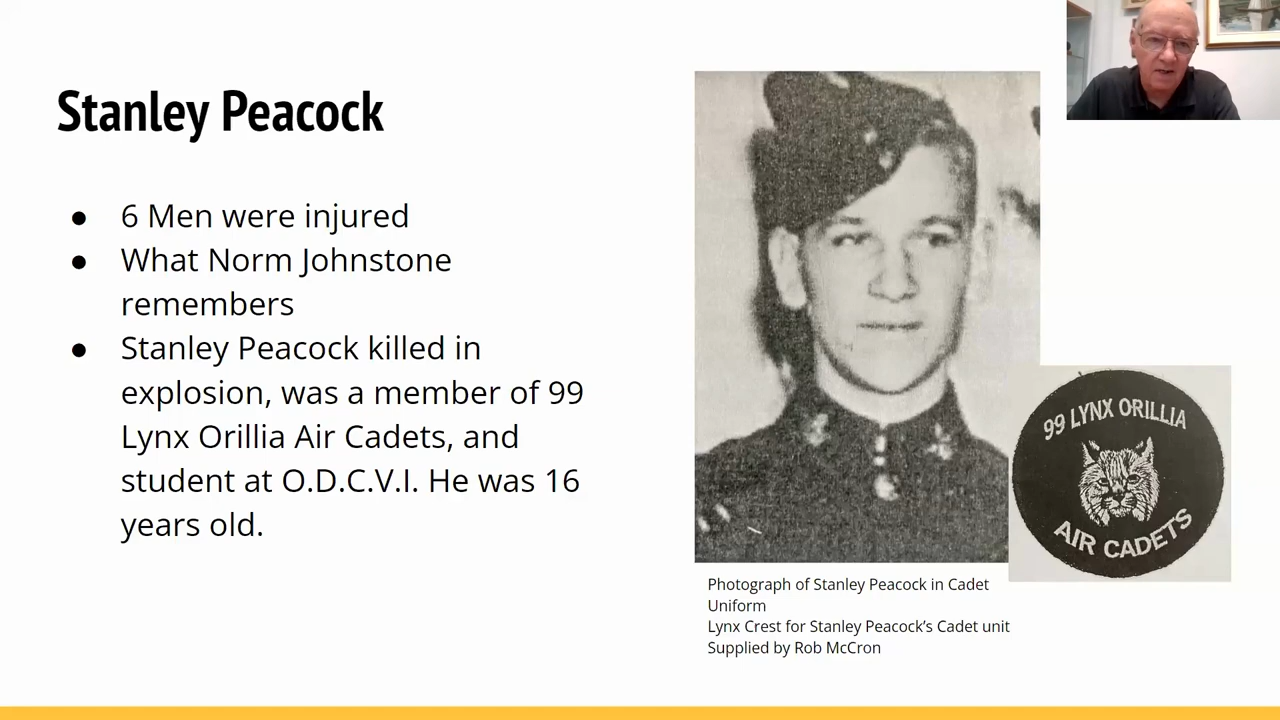 Stanley Peacock
● 6 Men were injured
● What Norm Johnstone
remembers
● Stanley Peacock killed in
explosion, was a member of 99
Lynx Orillia Air Cadets, and
student at O.D.C.V.I. He was 16
years old.
99 LYNX ORILLIA
AIR CADETS
Photograph of Stanley Peacock in Cadet
Uniform
Lynx Crest for Stanley Peacock’s Cadet unit
Supplied by Rob McCron